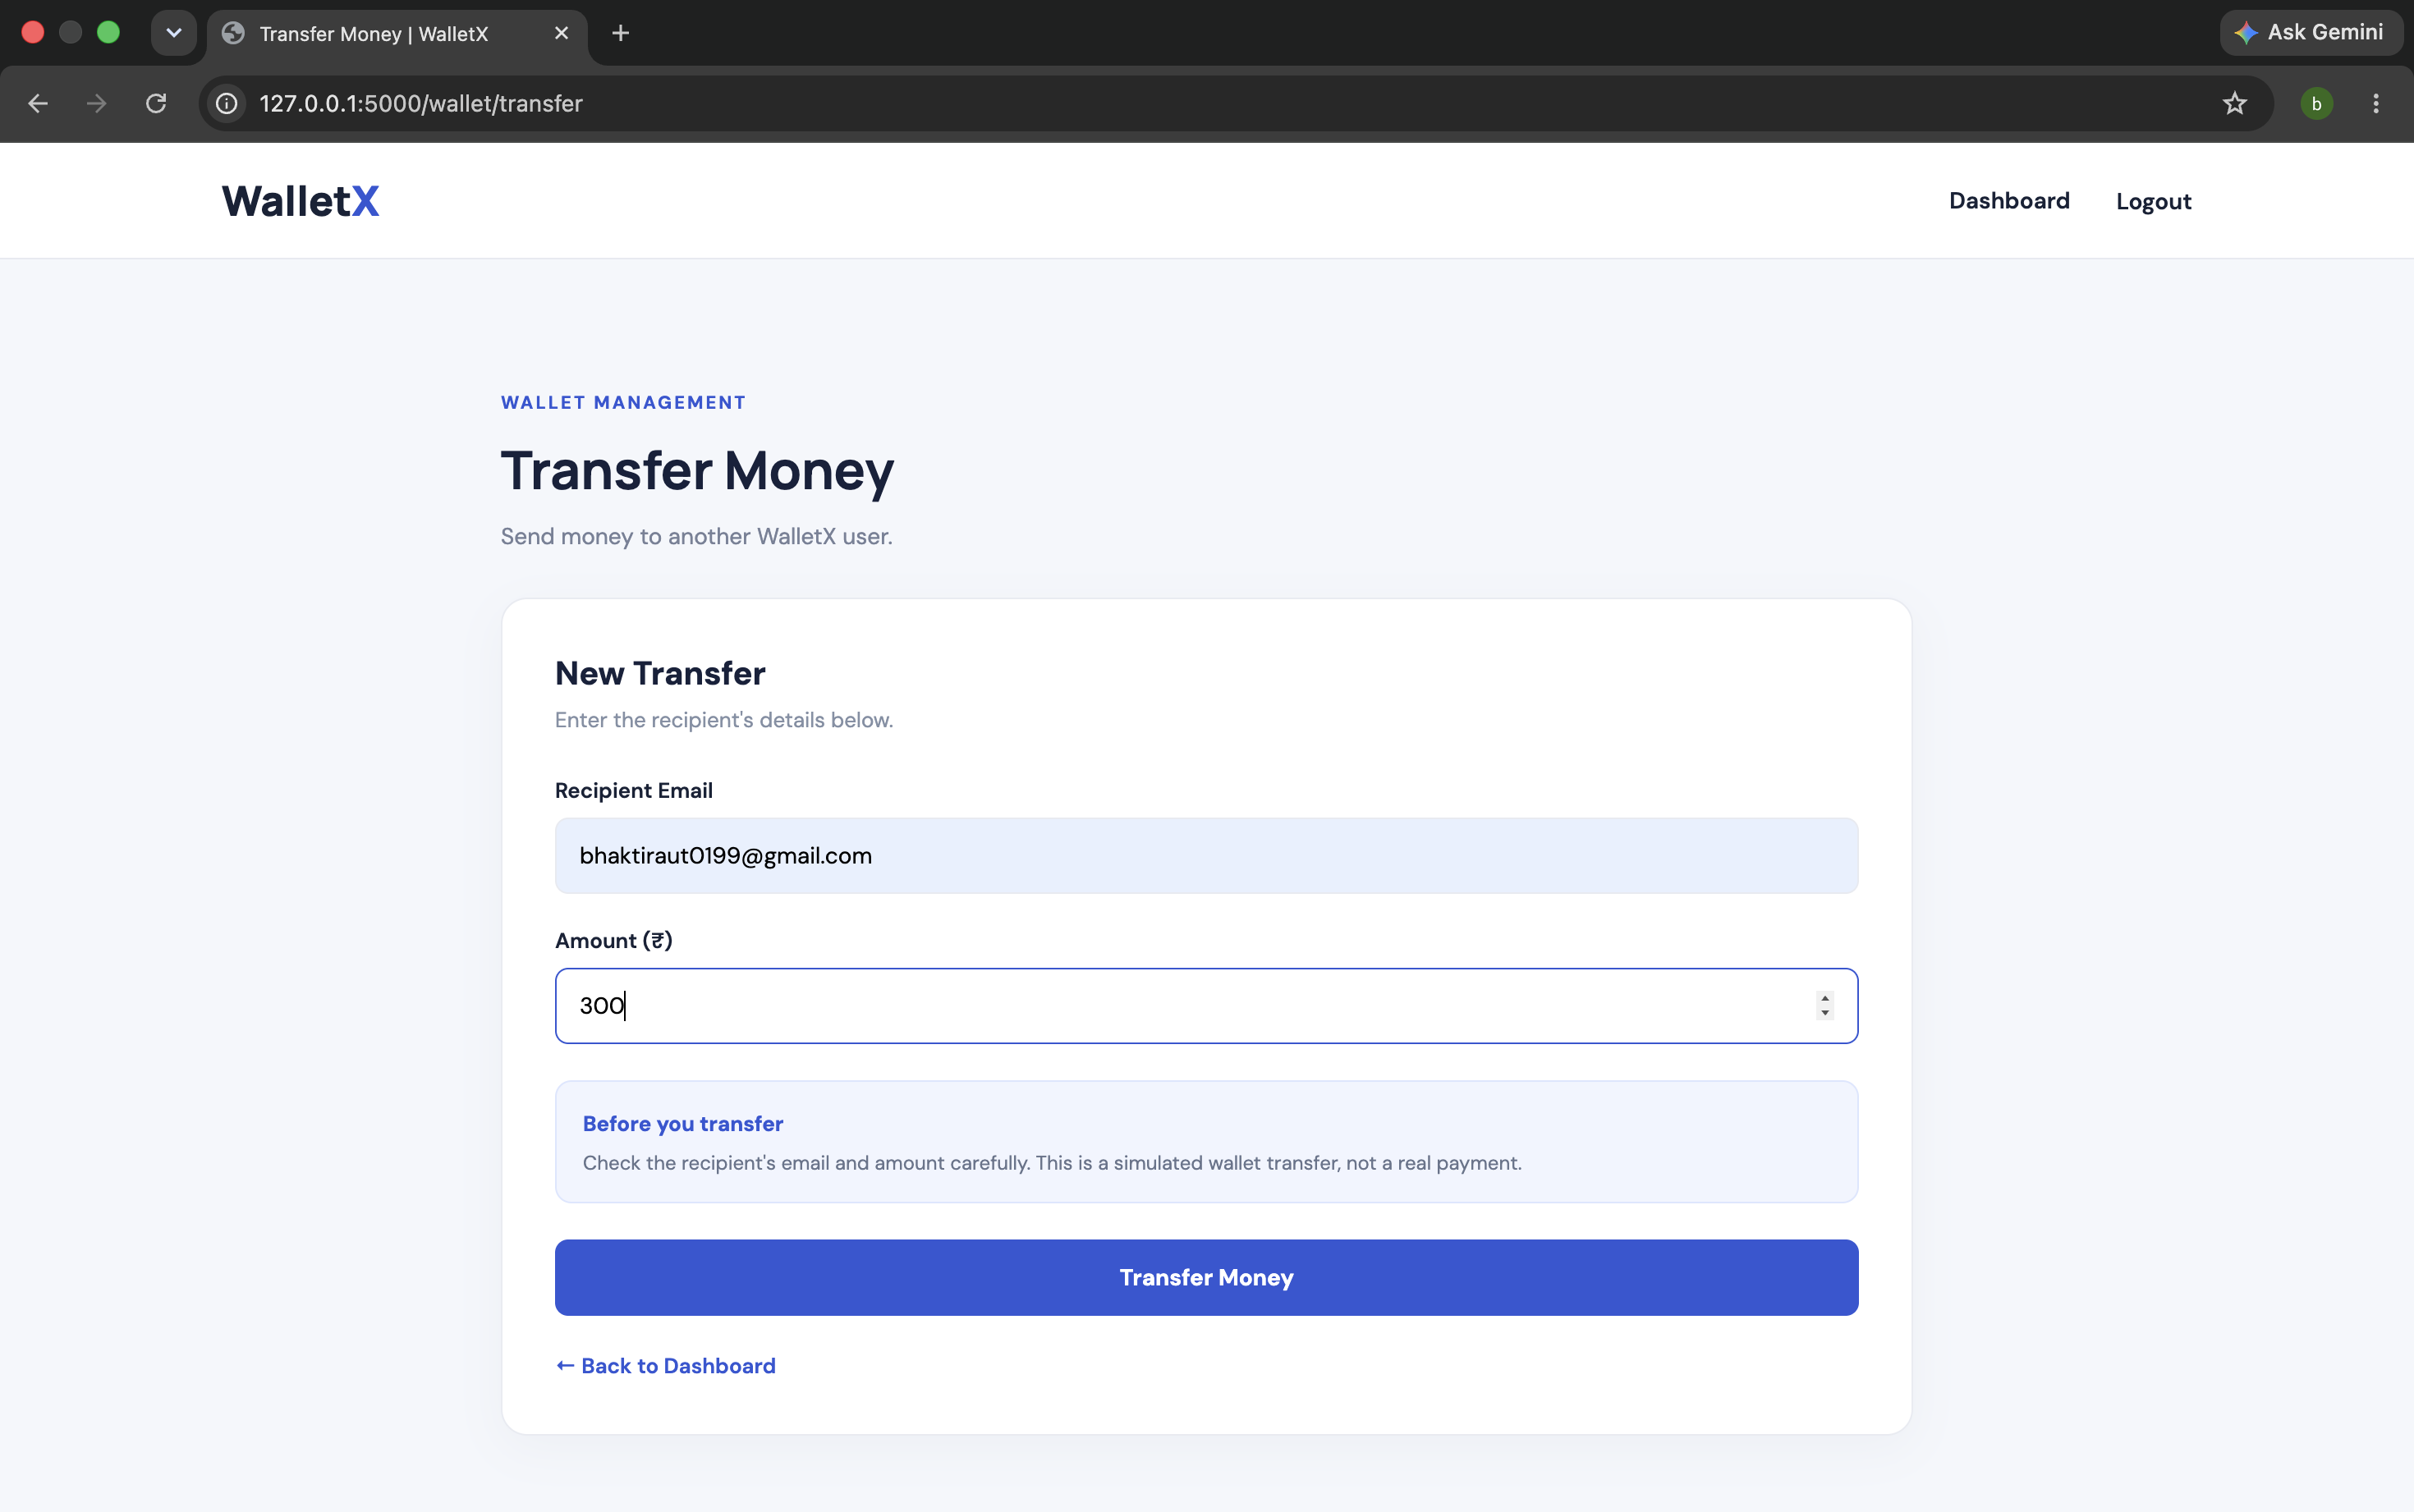 Transfer Money | WalletX
Ask Gemini
127.0.0.1:5000/wallet/transfer
b
WalletX
Dashboard
Logout
WALLET MANAGEMENT
Transfer Money
Send money to another WalletX user.
New Transfer
Enter the recipient's details below.
Recipient Email
bhaktiraut0199@gmail.com
Amount (₹)
300
Before you transfer
Check the recipient's email and amount carefully. This is a simulated wallet transfer, not a real payment.
Transfer Money
← Back to Dashboard